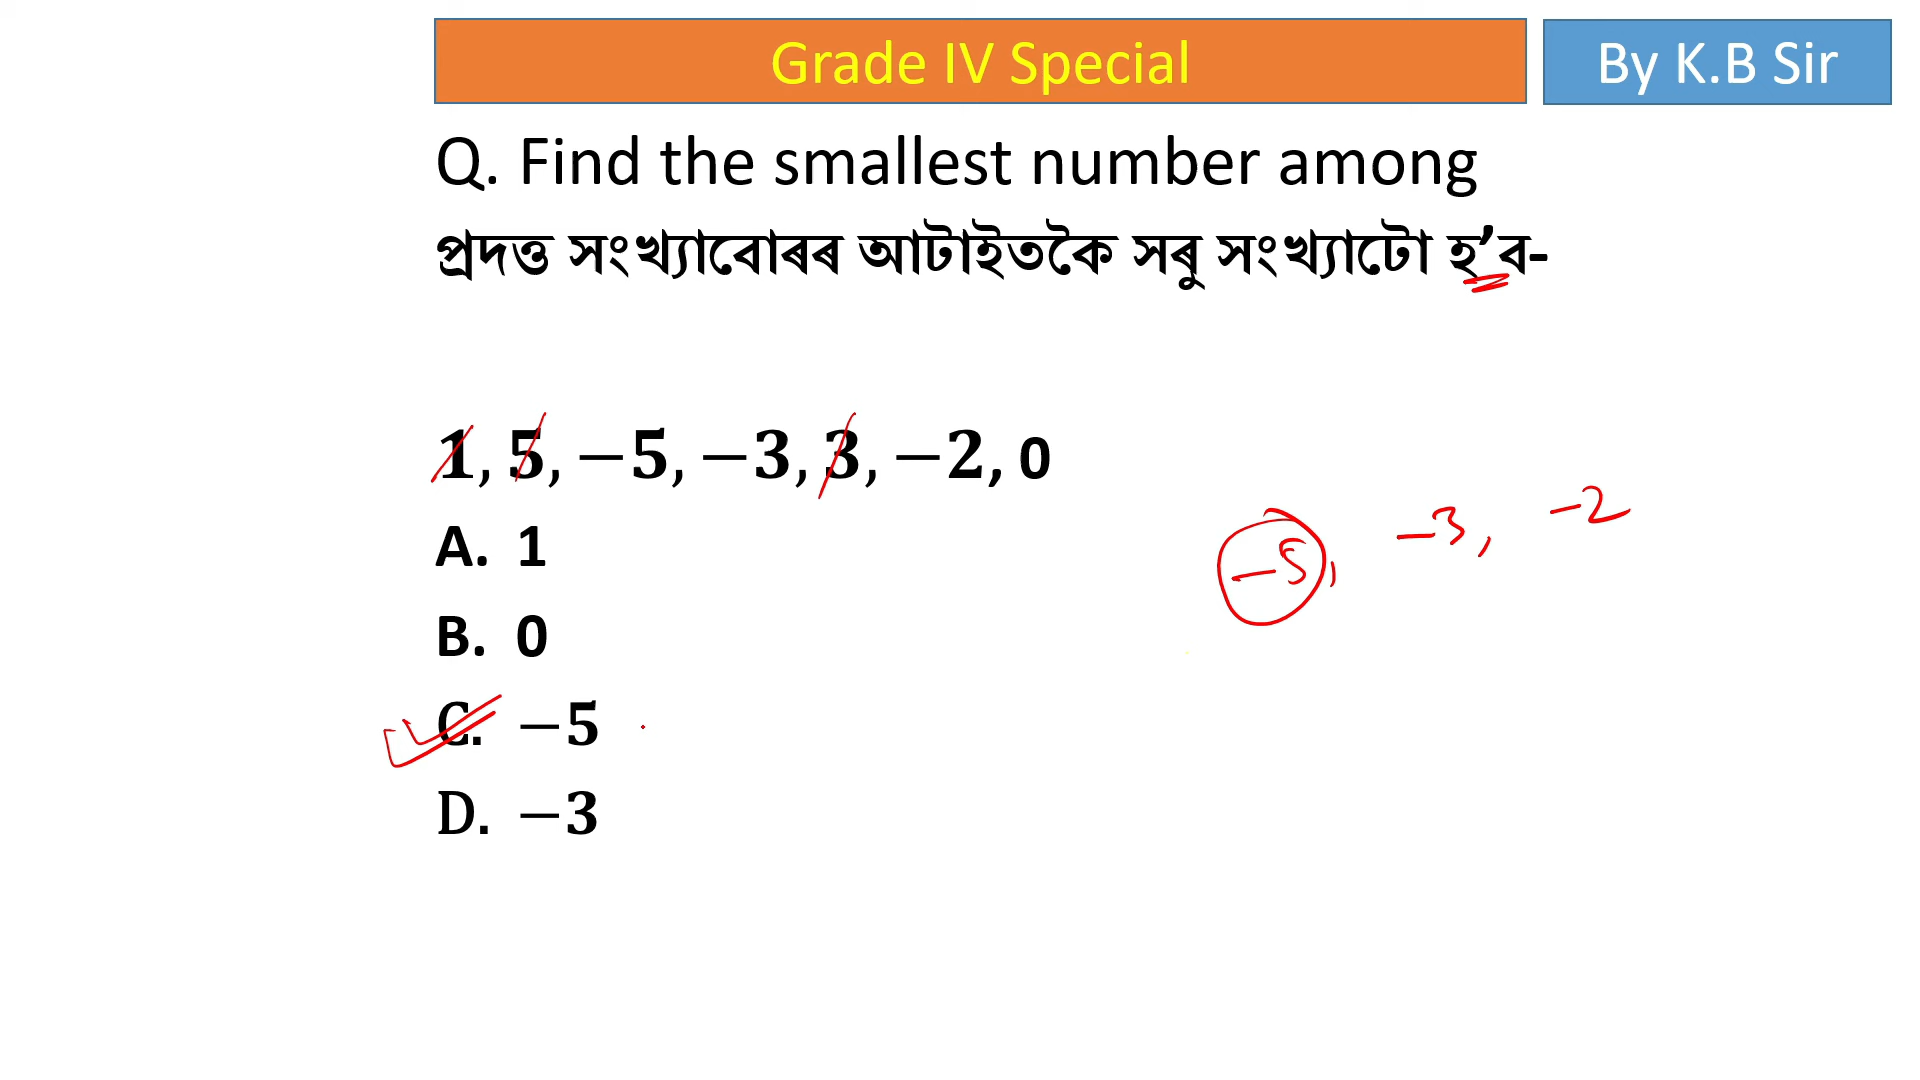 Grade IV Special
By K.B Sir
Q. Find the smallest number among
প্ৰদত্ত সংখ্যাবোৰৰ আটাইতকৈ সৰু সংখ্যাটো হ’ব-
1, 5, −5, −3, 3, −2, 0
−5, −3, −2
A. 1
B. 0
C. −5
D. −3